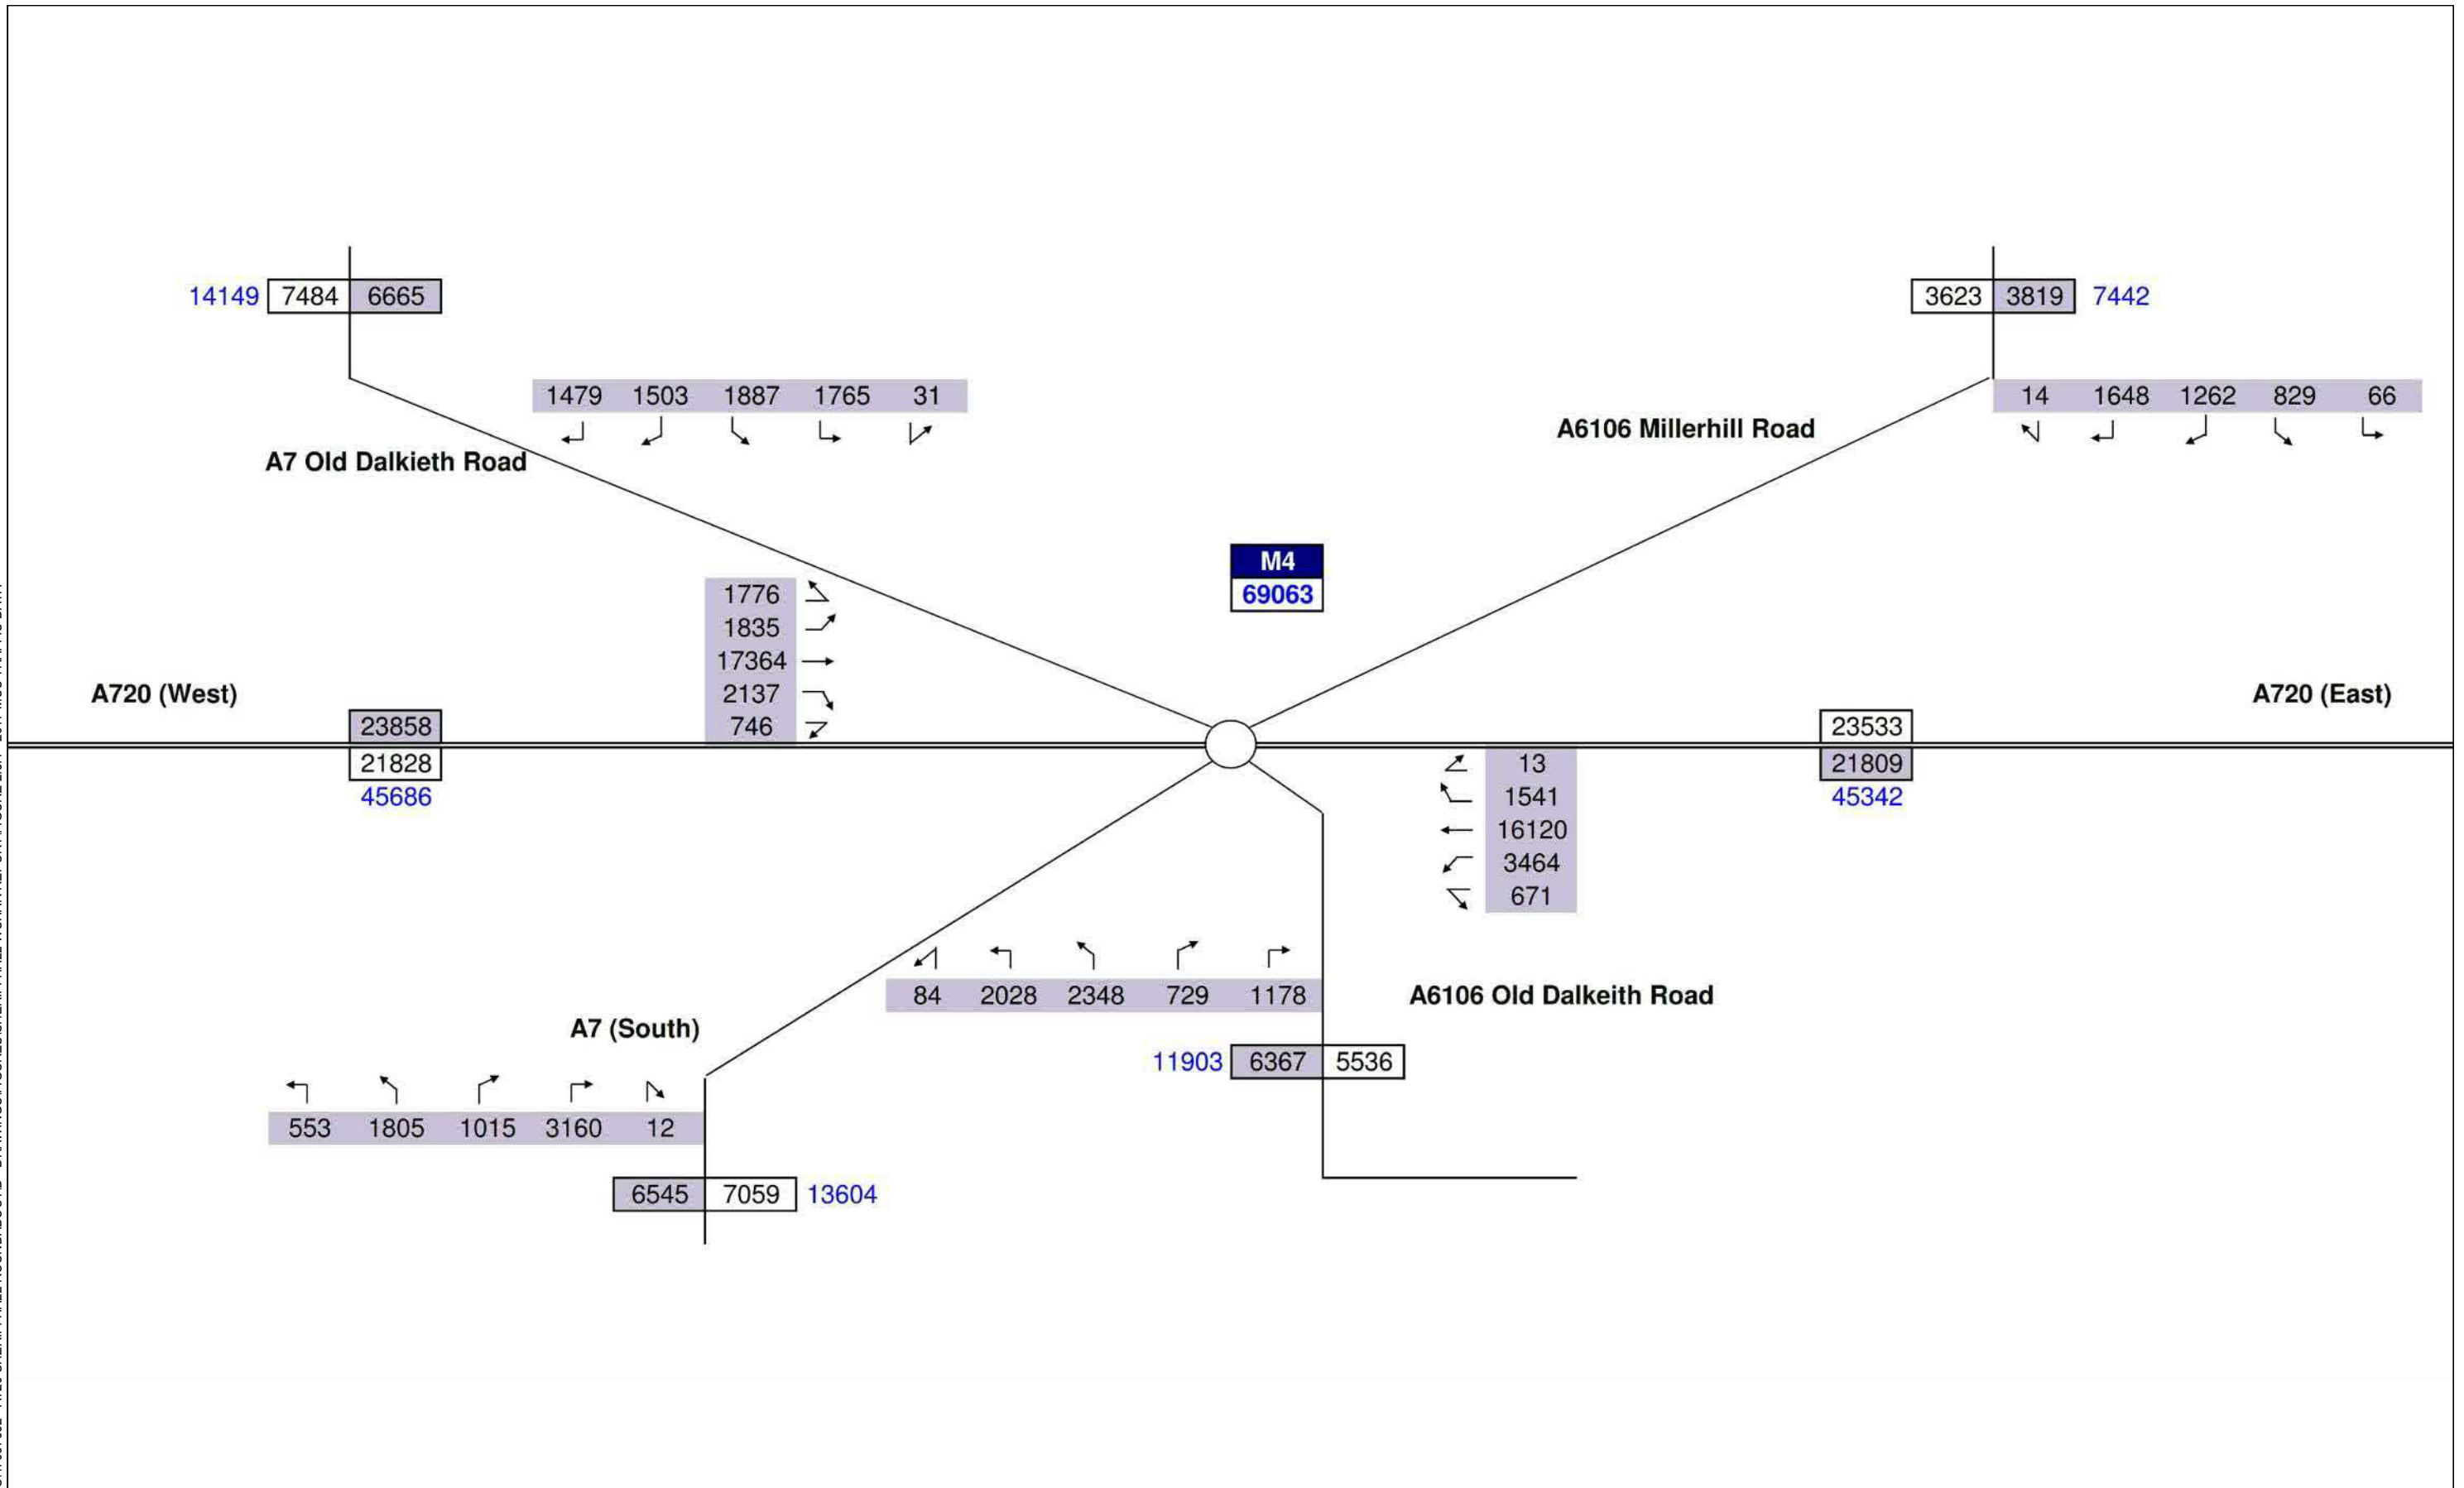 14149 7484 6665
3623 3819 7442
1479 1503 1887 1765 31
14 1648 1262 829 66
A6106 Millerhill Road
A7 Old Dalkieth Road
M4
69063
1776
1835
17364
2137
746
A720 (West)
A720 (East)
23858
21828
45686
23533
21809
45342
13
1541
16120
3464
671
84 2028 2348 729 1178
A6106 Old Dalkeith Road
A7 (South)
11903 6367 5536
553 1805 1015 3160 12
6545 7059 13604